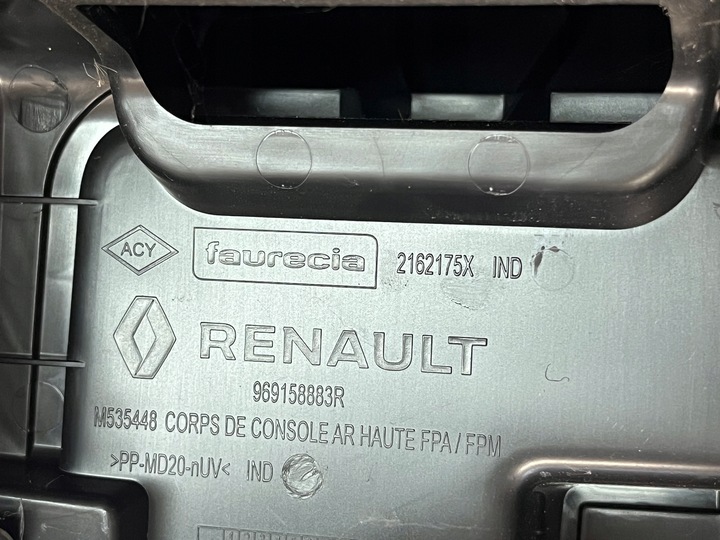 ACY faurecia 2162175X IND
RENAULT
969158883R
M535448 CORPS DE CONSOLE AR HAUTE FPA / FPM
>PP-MD20-nUV< IND